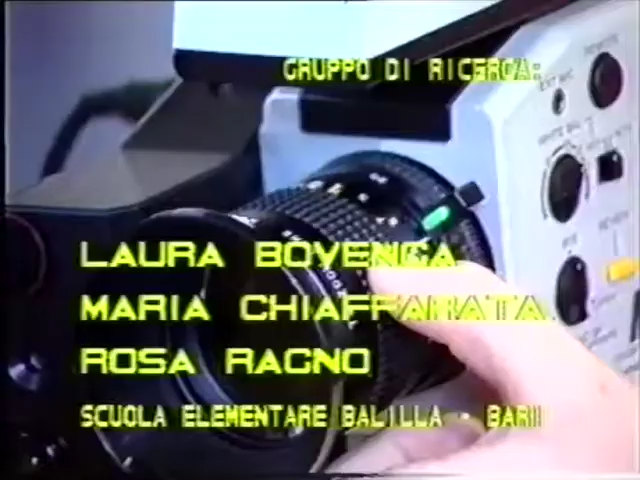 GRUPPO DI RICERCA:
LAURA BOVENGA
MARIA CHIAFFARATA
ROSA RAGNO
SCUOLA ELEMENTARE BALILLA - BARI